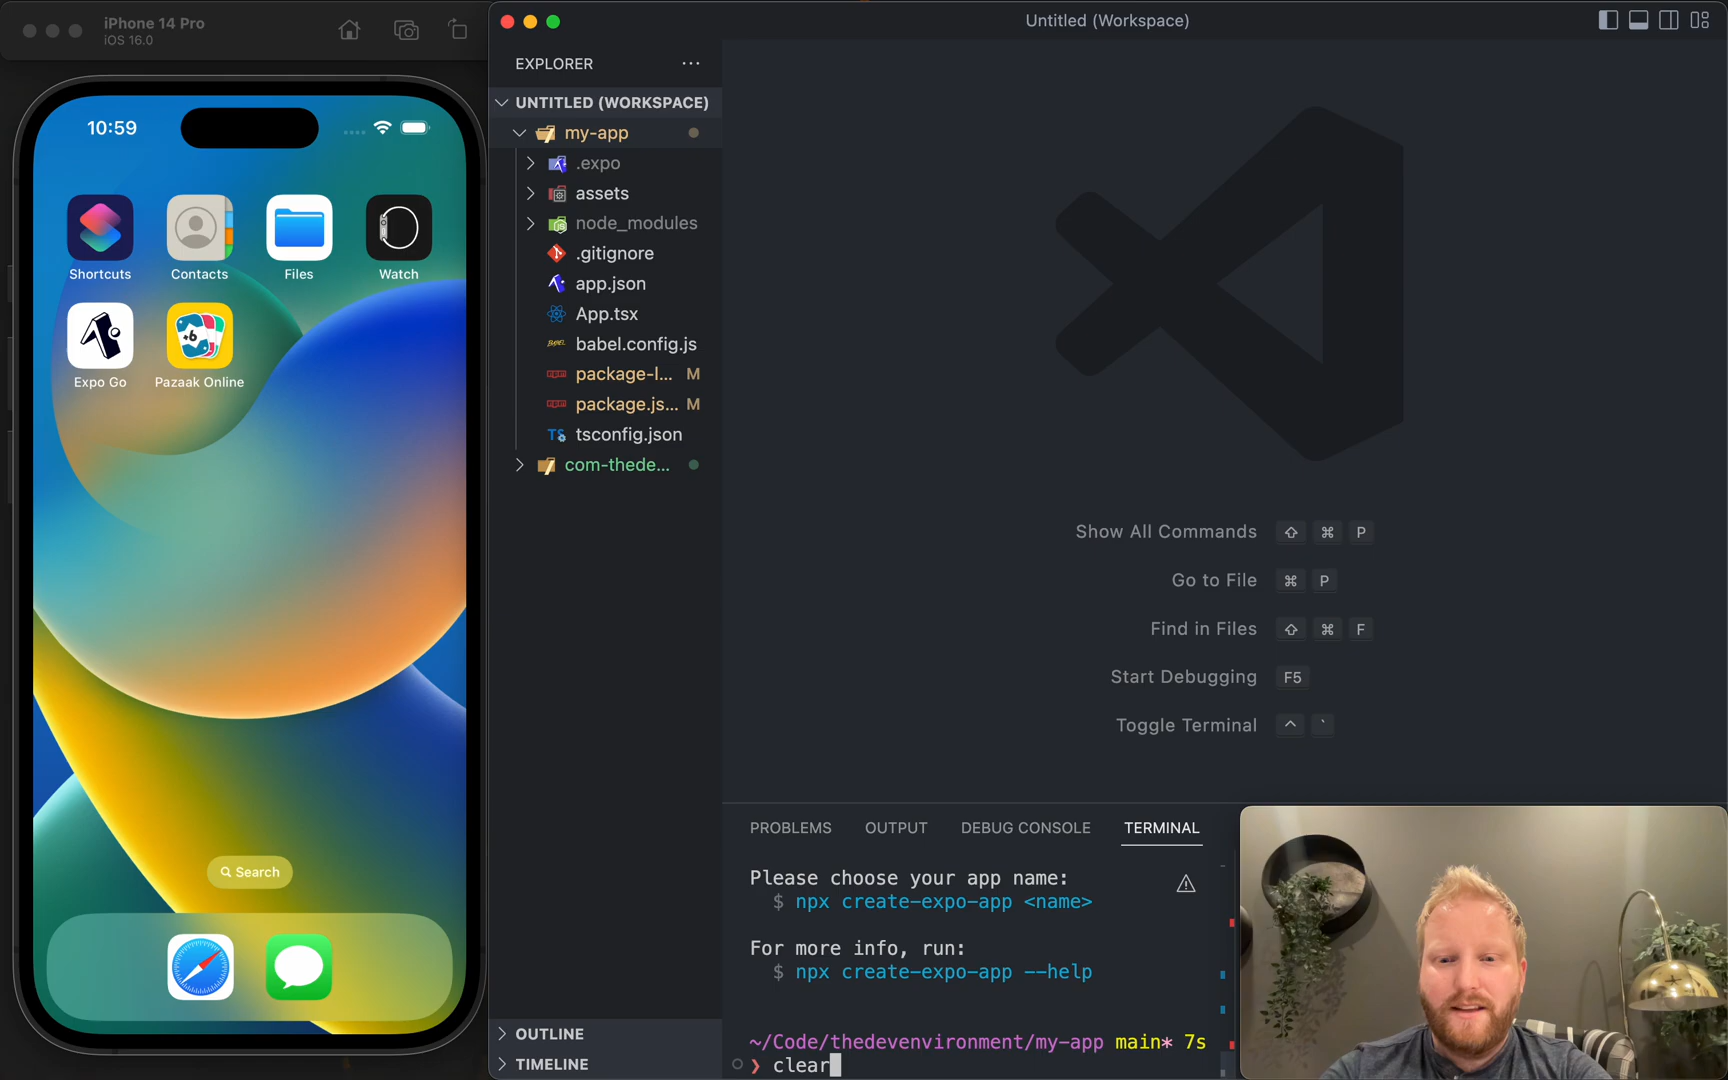 iPhone 14 Pro
iOS 16.0
10:59
Shortcuts
Contacts
Files
Watch
+6
Expo Go
Pazaak Online
Search
Untitled (Workspace)
EXPLORER
UNTITLED (WORKSPACE)
my-app
.expo
assets
node_modules
.gitignore
app.json
App.tsx
BABEL babel.config.js
package-l... M
package.js... M
TS tsconfig.json
com-thede...
OUTLINE
TIMELINE
Show All Commands ⇧ ⌘ P
Go to File ⌘ P
Find in Files ⇧ ⌘ F
Start Debugging F5
Toggle Terminal ^ `
PROBLEMS OUTPUT DEBUG CONSOLE TERMINAL
Please choose your app name:
$ npx create-expo-app <name>
For more info, run:
$ npx create-expo-app --help
~/Code/thedevenvironment/my-app main* 7s
❯ clear